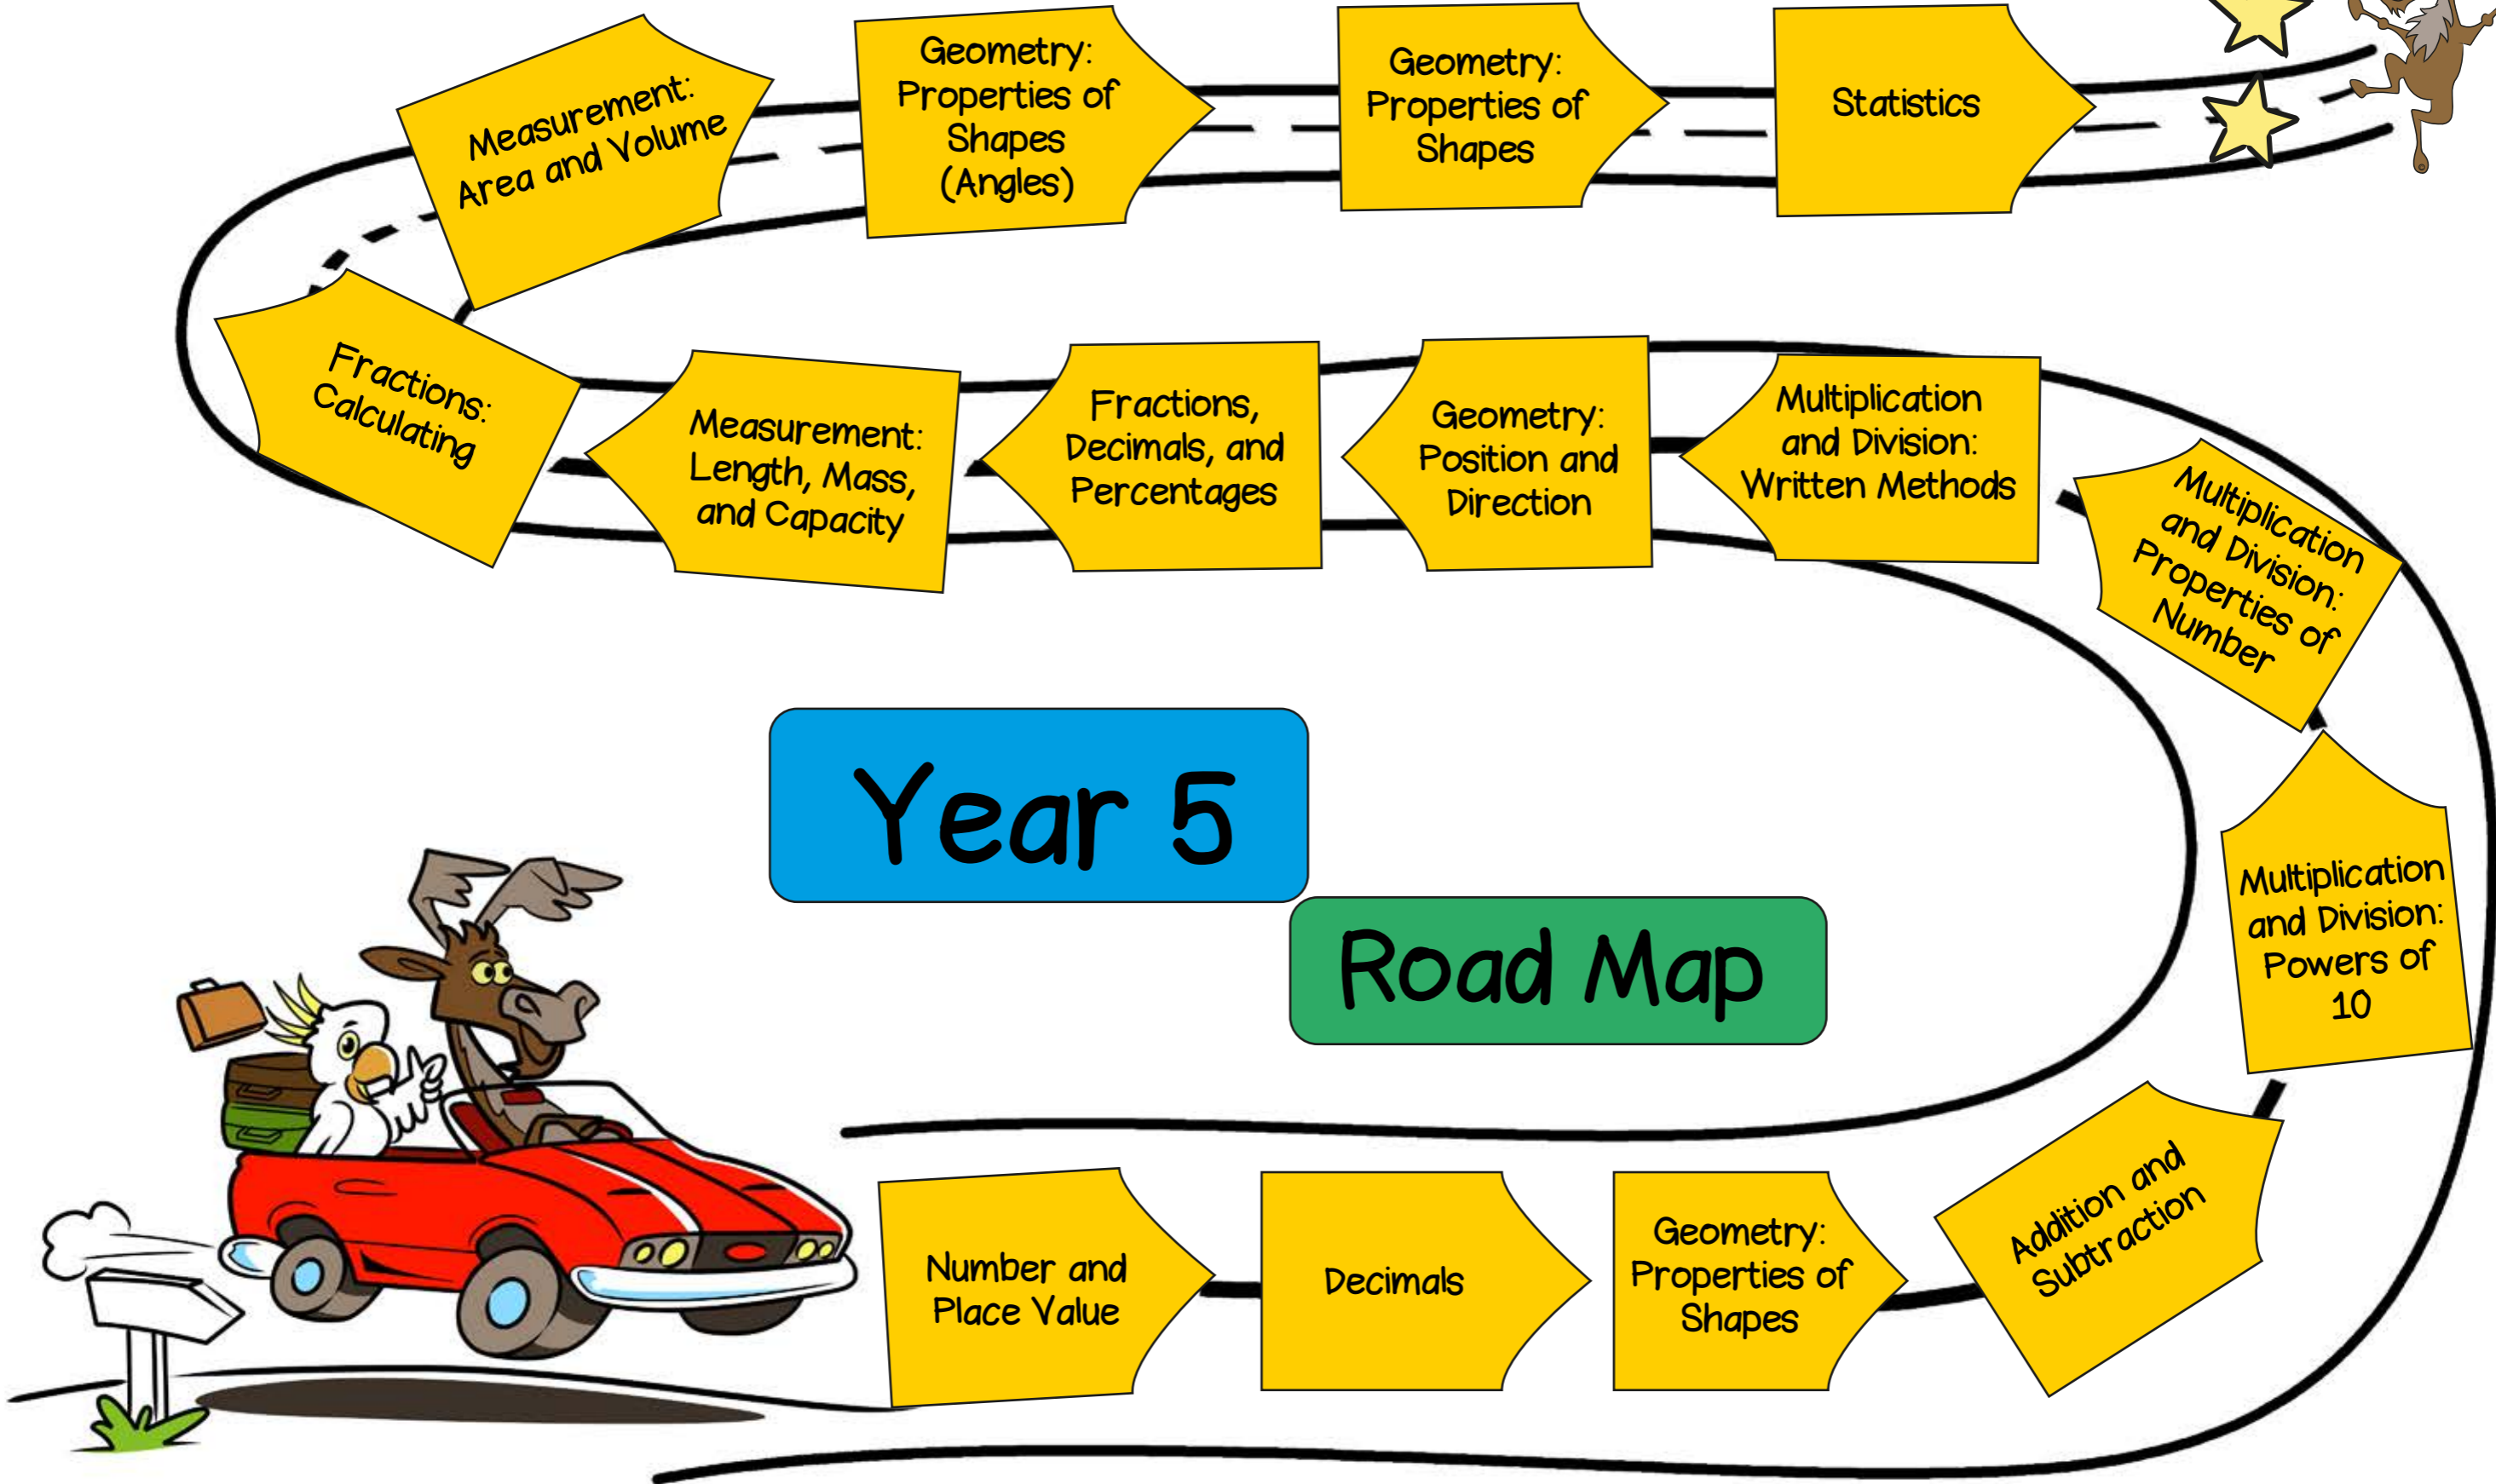 Measurement:
Area and Volume
Geometry:
Properties of
Shapes
(Angles)
Geometry:
Properties of
Shapes
Statistics
Fractions:
Calculating
Measurement:
Length, Mass,
and Capacity
Fractions,
Decimals, and
Percentages
Geometry:
Position and
Direction
Multiplication
and Division:
Written Methods
Multiplication
and Division:
Properties of
Number
Year 5
Road Map
Multiplication
and Division:
Powers of
10
Number and
Place Value
Decimals
Geometry:
Properties of
Shapes
Addition and
Subtraction